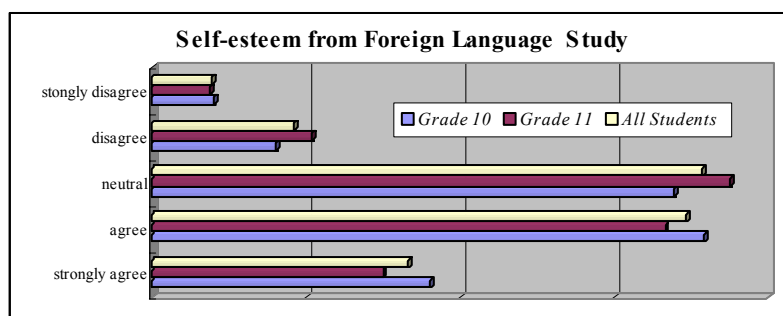 Self-esteem from Foreign Language Study
stongly disagree
disagree
neutral
agree
strongly agree
Grade 10 Grade 11 All Students